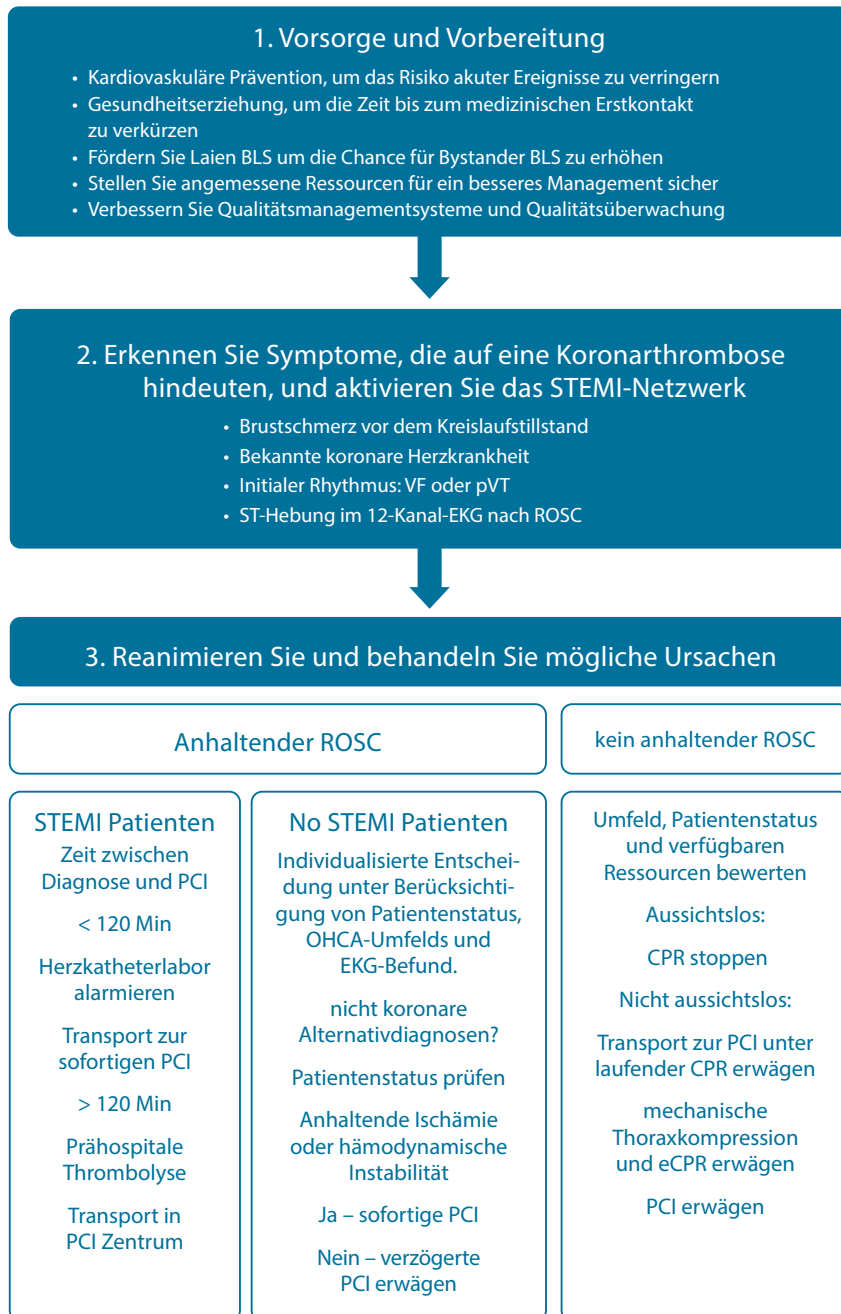 1. Vorsorge und Vorbereitung
• Kardiovaskuläre Prävention, um das Risiko akuter Ereignisse zu verringern
• Gesundheitserziehung, um die Zeit bis zum medizinischen Erstkontakt
zu verkürzen
• Fördern Sie Laien BLS um die Chance für Bystander BLS zu erhöhen
• Stellen Sie angemessene Ressourcen für ein besseres Management sicher
• Verbessern Sie Qualitätsmanagementsysteme und Qualitätsüberwachung
2. Erkennen Sie Symptome, die auf eine Koronarthrombose
hindeuten, und aktivieren Sie das STEMI-Netzwerk
• Brustschmerz vor dem Kreislaufstillstand
• Bekannte koronare Herzkrankheit
• Initialer Rhythmus: VF oder pVT
• ST-Hebung im 12-Kanal-EKG nach ROSC
3. Reanimieren Sie und behandeln Sie mögliche Ursachen
Anhaltender ROSC
kein anhaltender ROSC
STEMI Patienten
Zeit zwischen
Diagnose und PCI
< 120 Min
Herzkatheterlabor
alarmieren
Transport zur
sofortigen PCI
> 120 Min
Prähospitale
Thrombolyse
Transport in
PCI Zentrum
No STEMI Patienten
Individualisierte Entschei-
dung unter Berücksichti-
gung von Patientenstatus,
OHCA-Umfelds und
EKG-Befund.
nicht koronare
Alternativdiagnosen?
Patientenstatus prüfen
Anhaltende Ischämie
oder hämodynamische
Instabilität
Ja – sofortige PCI
Nein – verzögerte
PCI erwägen
Umfeld, Patientenstatus
und verfügbaren
Ressourcen bewerten
Aussichtslos:
CPR stoppen
Nicht aussichtslos:
Transport zur PCI unter
laufender CPR erwägen
mechanische
Thoraxkompression
und eCPR erwägen
PCI erwägen